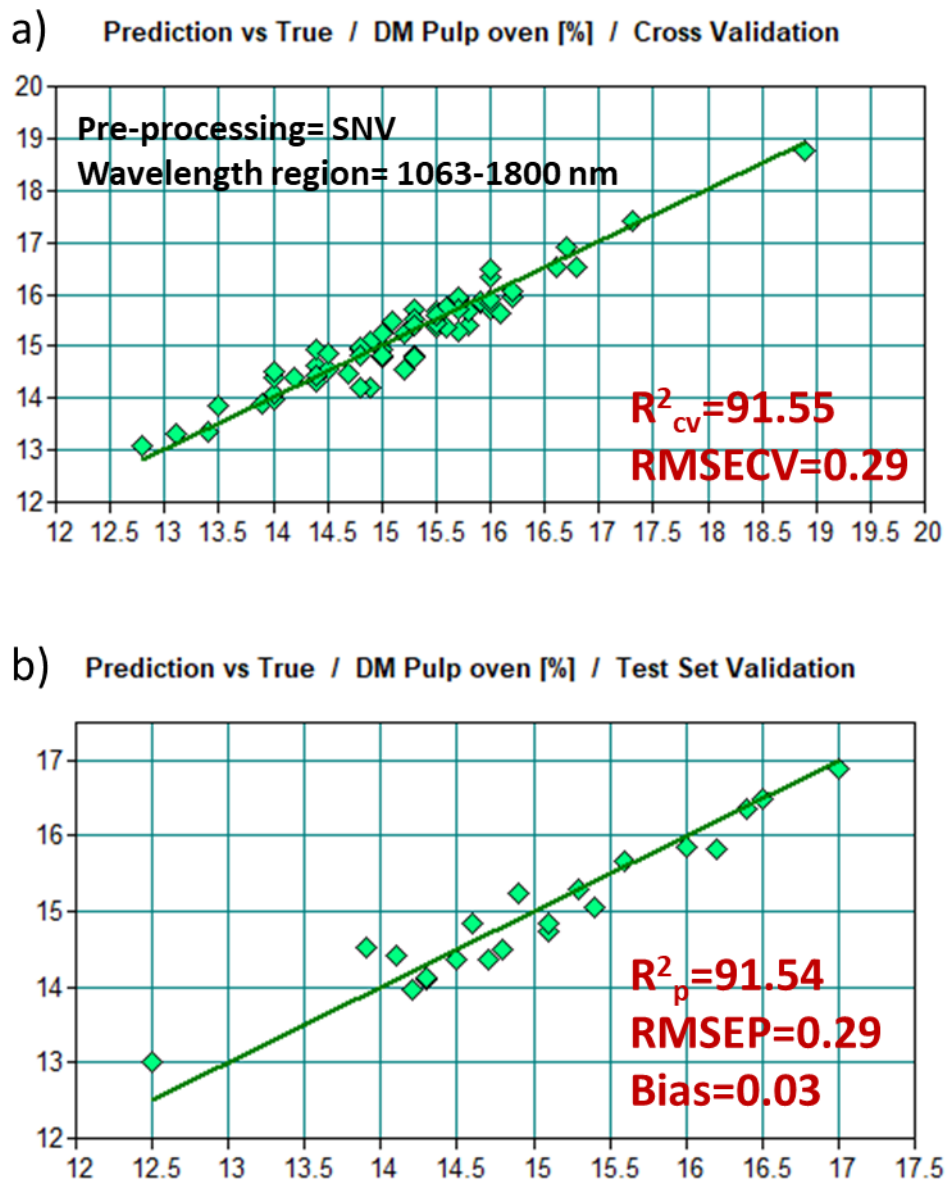 a) Prediction vs True / DM Pulp oven [%] / Cross Validation
20
19
18
17
16
15
14
13
12
Pre-processing= SNV
Wavelength region= 1063-1800 nm
R²cv=91.55
RMSECV=0.29
12 12.5 13 13.5 14 14.5 15 15.5 16 16.5 17 17.5 18 18.5 19 19.5 20
b) Prediction vs True / DM Pulp oven [%] / Test Set Validation
17
16
15
14
13
12
R²p=91.54
RMSEP=0.29
Bias=0.03
12 12.5 13 13.5 14 14.5 15 15.5 16 16.5 17 17.5